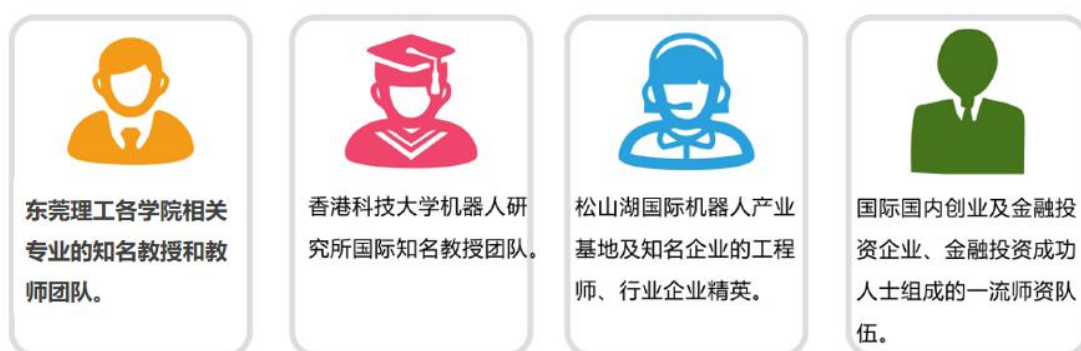 东莞理工各学院相关
专业的知名教授和教
师团队。
香港科技大学机器人研
究所国际知名教授团队。
松山湖国际机器人产业
基地及知名企业的工程
师、行业企业精英。
国际国内创业及金融投
资企业、金融投资成功
人士组成的一流师资队
伍。